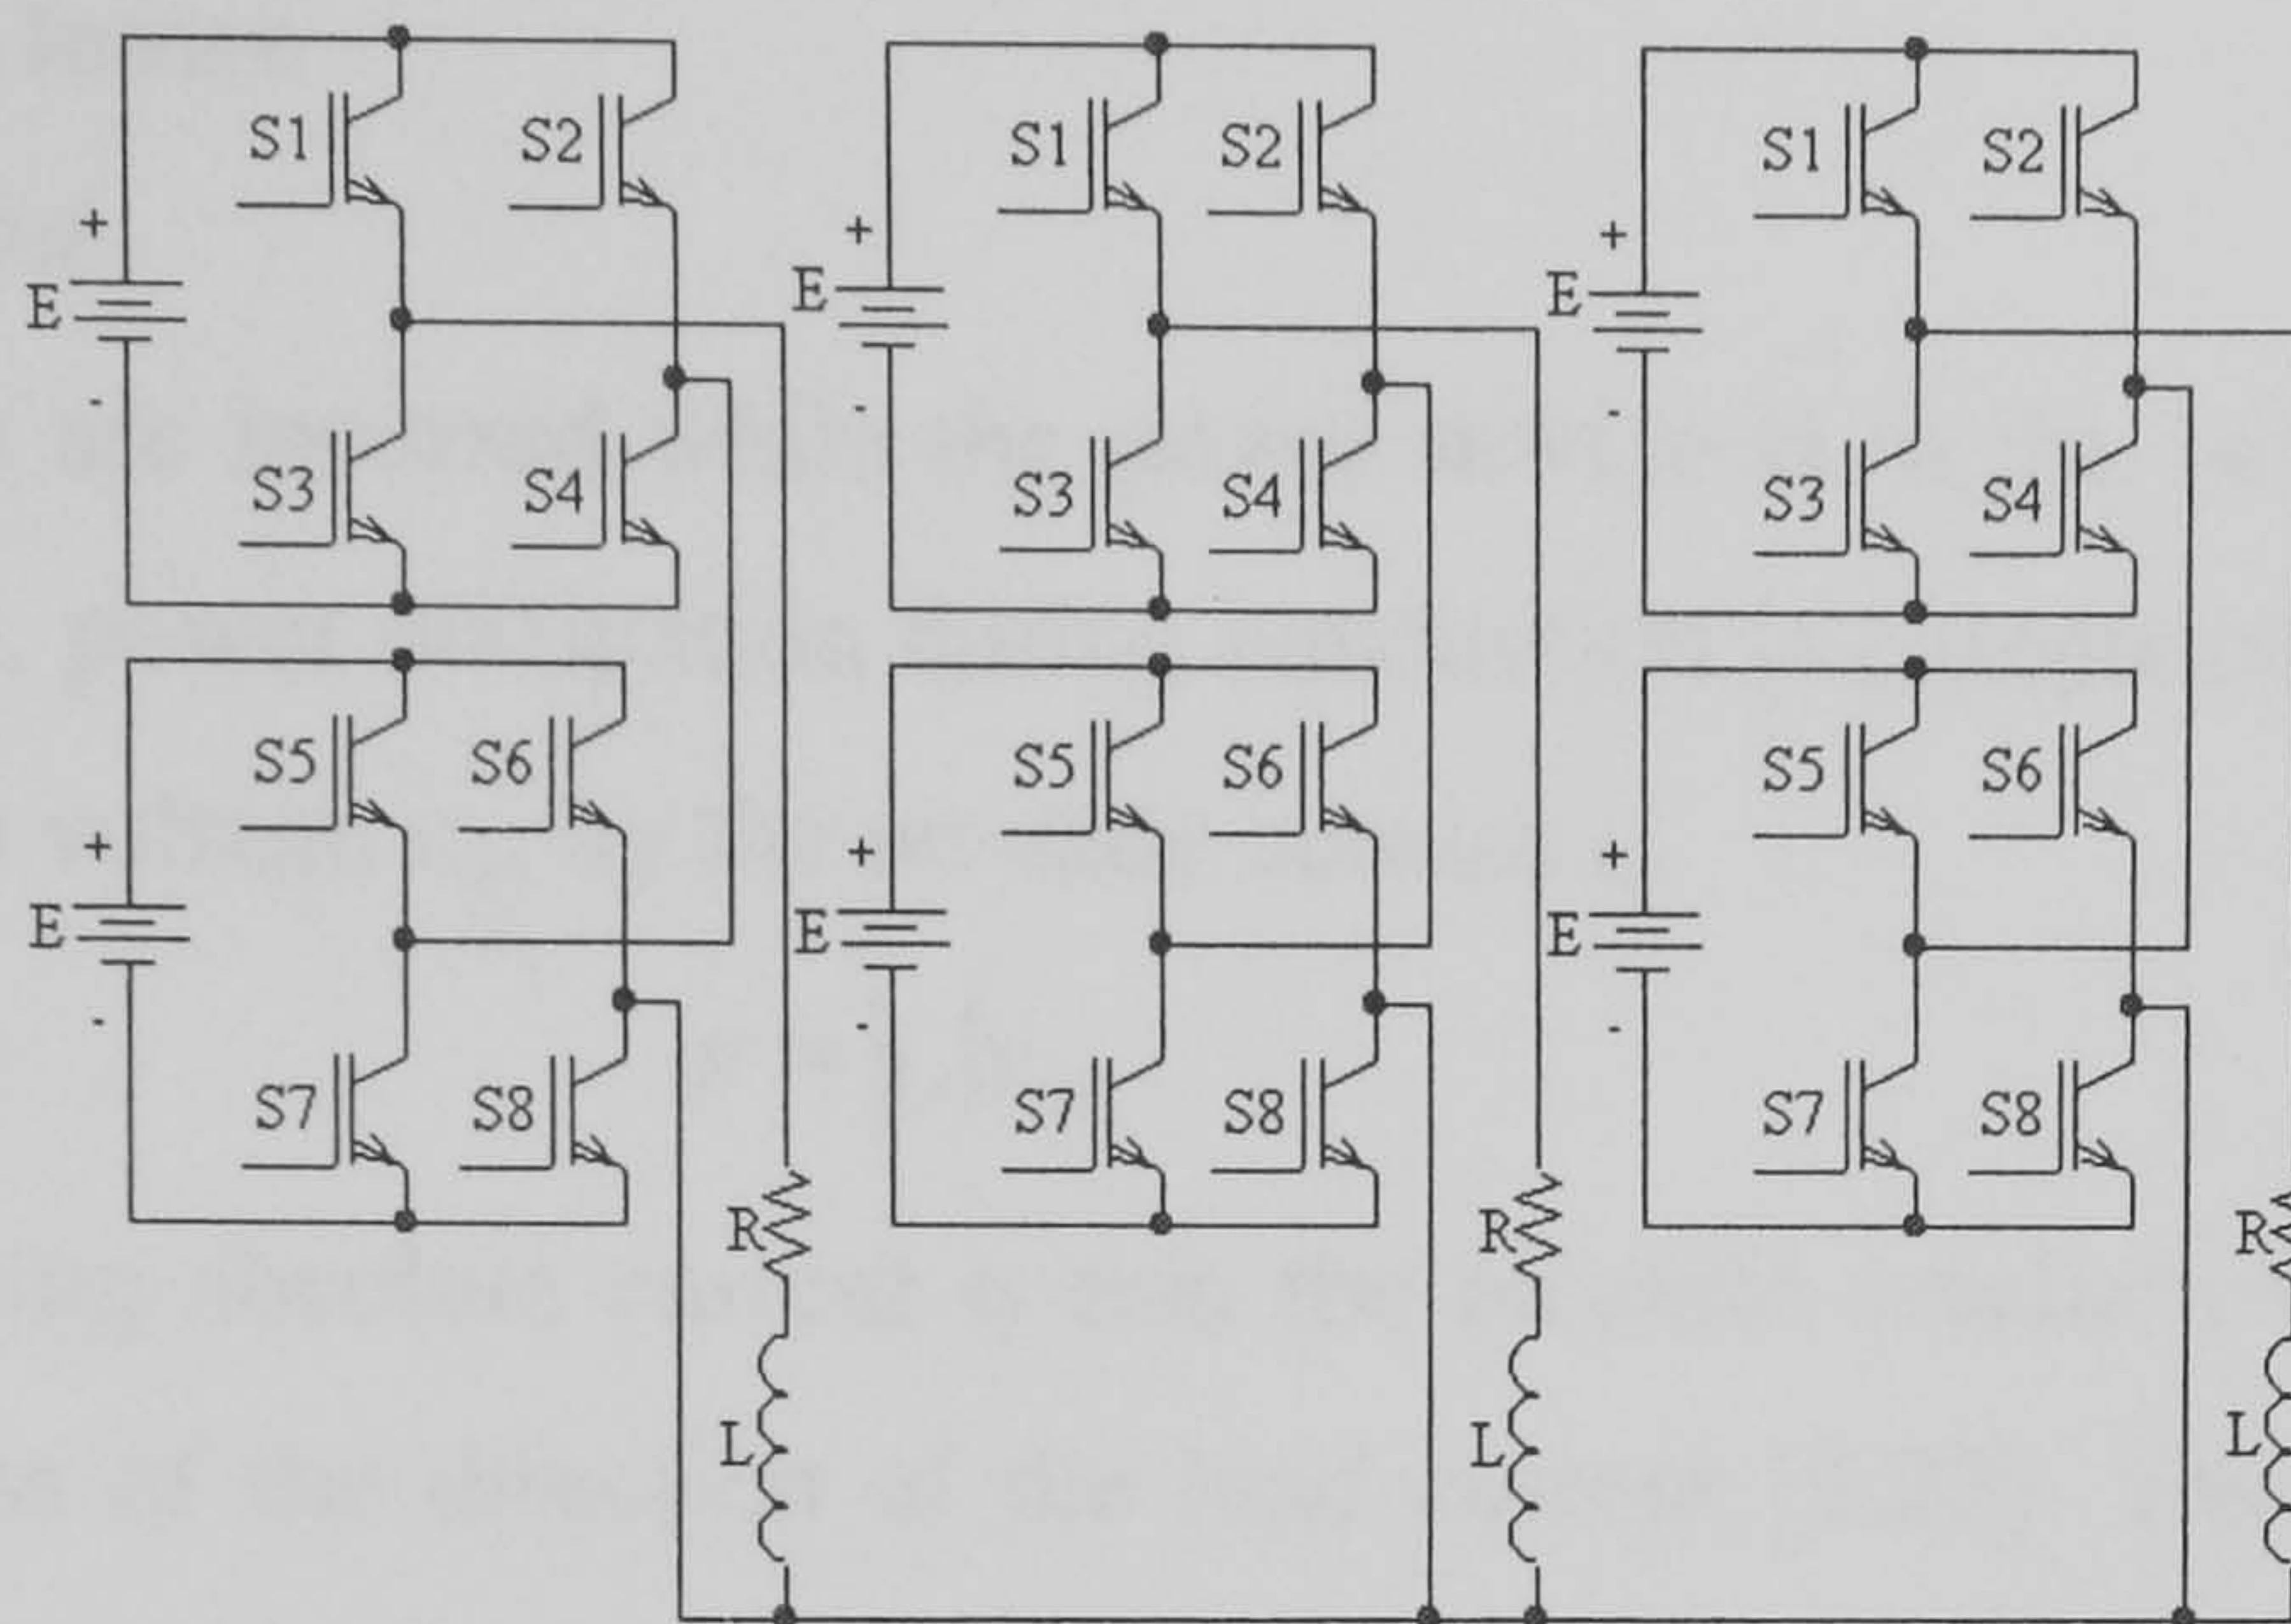 S1 S2 S1 S2 S1 S2
+ + +
E E E
- - -
S3 S4 S3 S4 S3 S4
S5 S6 S5 S6 S5 S6
+ + +
E E E
- - -
S7 S8 S7 S8 S7 S8
R R R
L L L